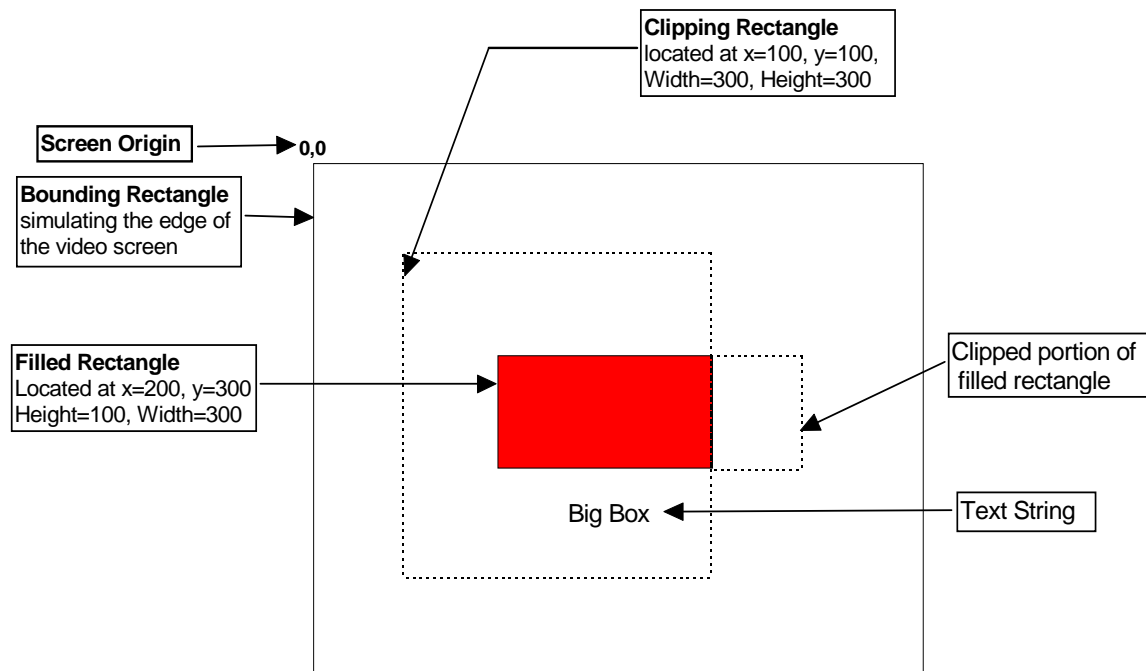 Clipping Rectangle
located at x=100, y=100,
Width=300, Height=300
Screen Origin
0,0
Bounding Rectangle
simulating the edge of
the video screen
Filled Rectangle
Located at x=200, y=300
Height=100, Width=300
Clipped portion of
filled rectangle
Big Box
Text String